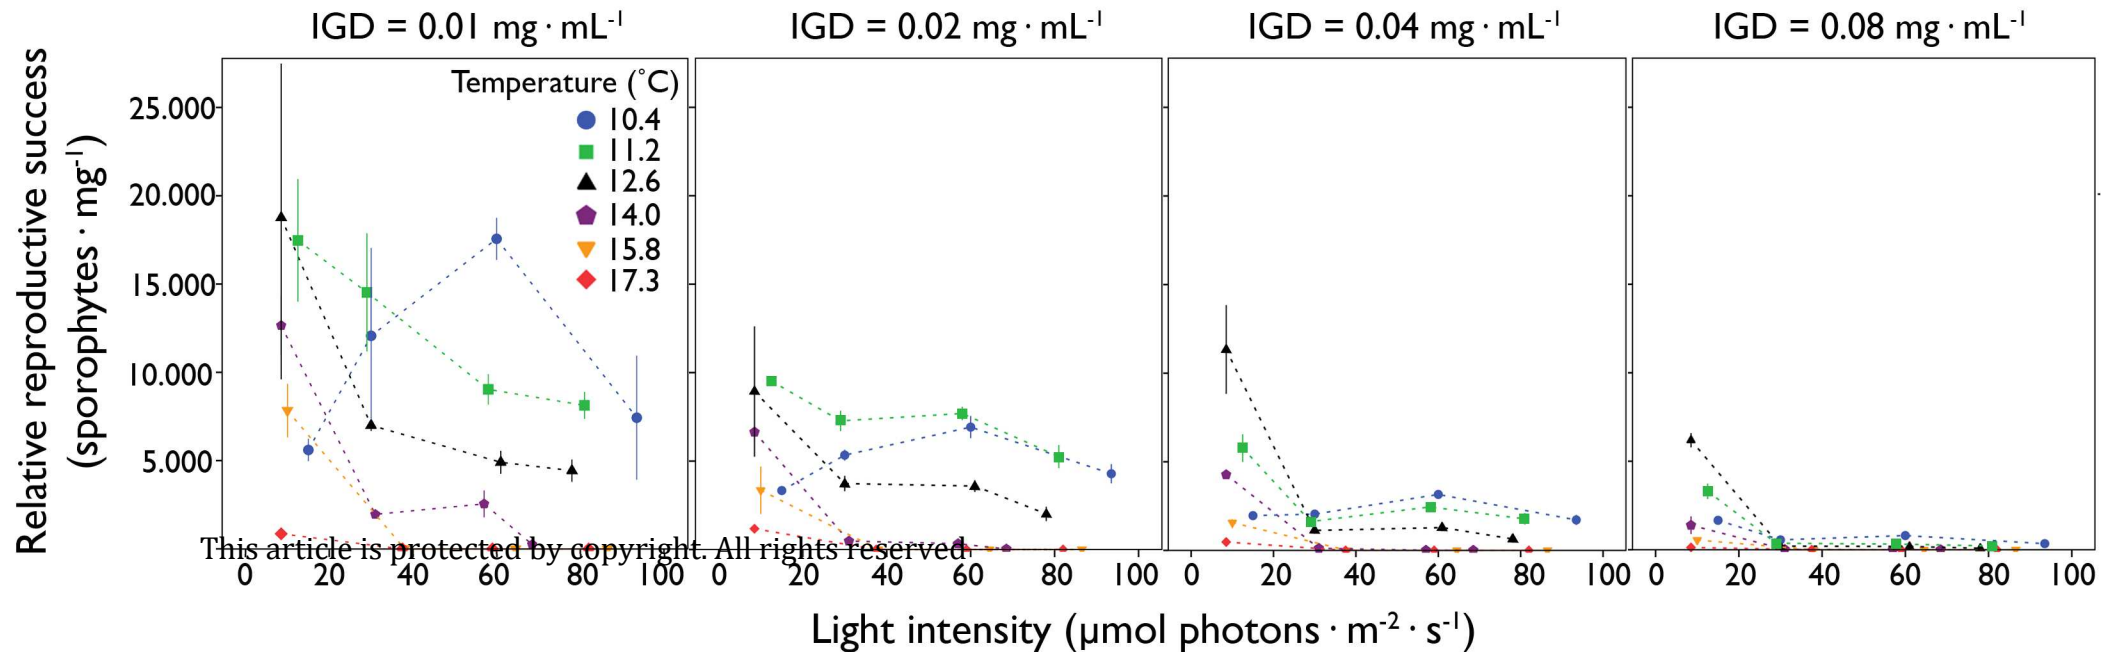 IGD = 0.01 mg · mL-1
IGD = 0.02 mg · mL-1
IGD = 0.04 mg · mL-1
IGD = 0.08 mg · mL-1
Relative reproductive success
(sporophytes · mg-1)
25.000
20.000
15.000
10.000
5.000
Temperature (˚C)
10.4
11.2
12.6
14.0
15.8
17.3
This article is protected by copyright. All rights reserved
0 20 40 60 80 100
0 20 40 60 80 100
0 20 40 60 80 100
0 20 40 60 80 100
Light intensity (µmol photons · m-2 · s-1)